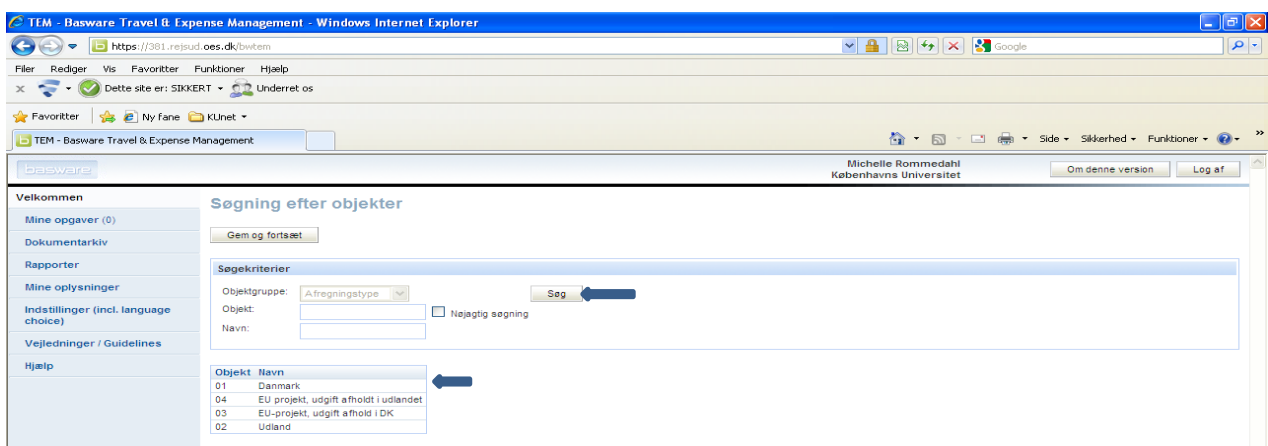 TEM - Basware Travel & Expense Management - Windows Internet Explorer
https://381.rejsud.oes.dk/bwtem
Google
Filer Rediger Vis Favoritter Funktioner Hjælp
x Dette site er: SIKKERT Underret os
Favoritter Ny fane KUnet
TEM - Basware Travel & Expense Management
Side Sikkerhed Funktioner »
basware
Michelle Rommedahl
Københavns Universitet
Om denne version Log af
Velkommen
Mine opgaver (0)
Dokumentarkiv
Rapporter
Mine oplysninger
Indstillinger (incl. language
choice)
Vejledninger / Guidelines
Hjælp
Søgning efter objekter
Gem og fortsæt
Søgekriterier
Objektgruppe: Afregningstype Søg
Objekt: Nøjagtig søgning
Navn:
Objekt Navn
01 Danmark
04 EU projekt, udgift afholdt i udlandet
03 EU-projekt, udgift afhold i DK
02 Udland